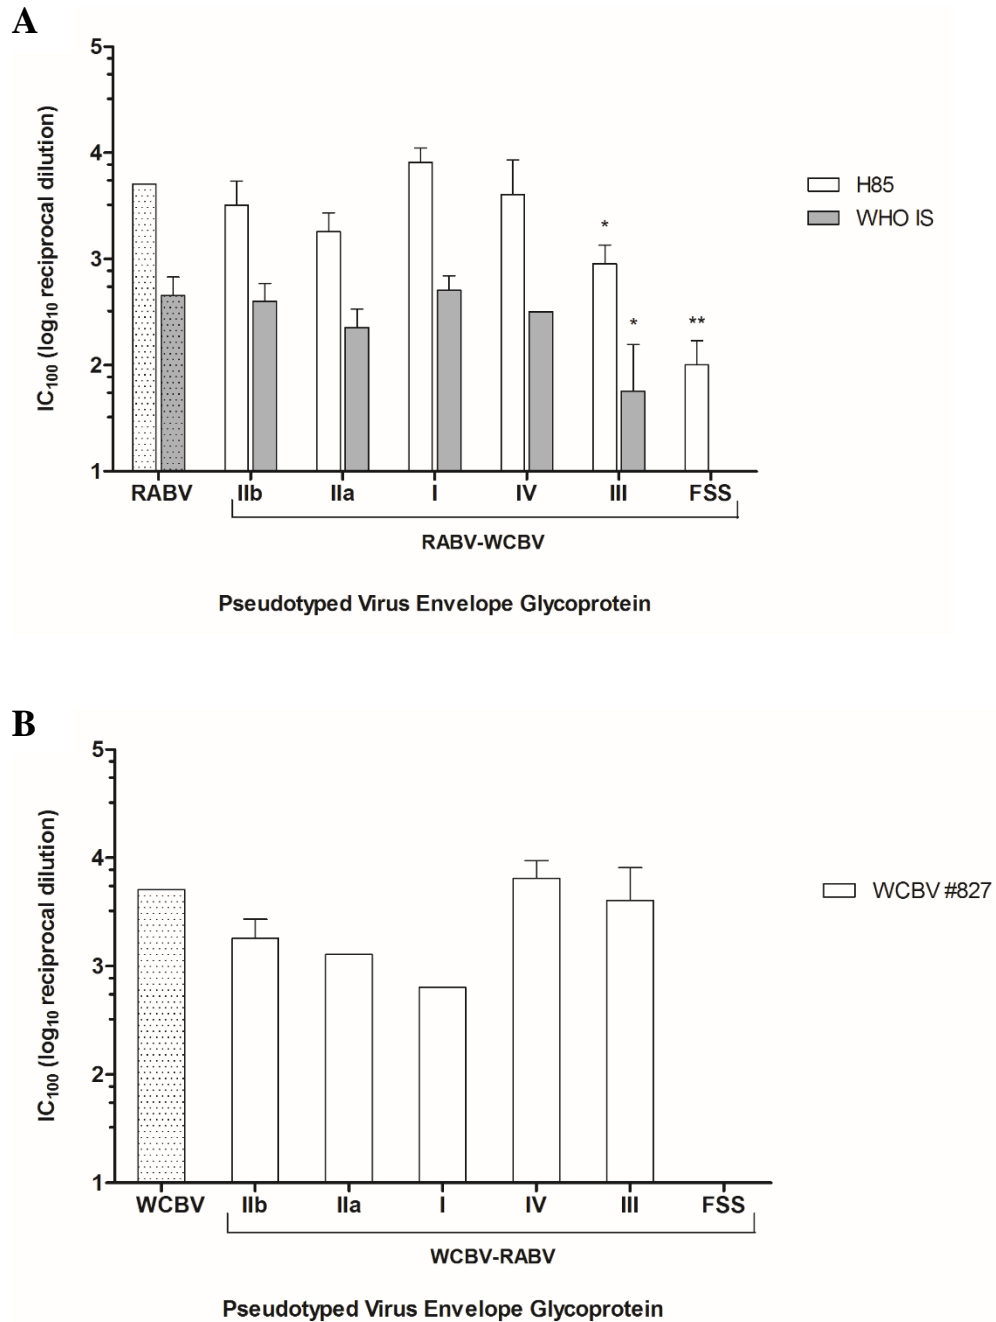 A
5
4
3
2
1
IC100 (log10 reciprocal dilution)
H85
WHO IS
*
*
**
RABV IIb IIa I IV III FSS
RABV-WCBV
Pseudotyped Virus Envelope Glycoprotein
B
5
4
3
2
1
IC100 (log10 reciprocal dilution)
WCBV #827
WCBV IIb IIa I IV III FSS
WCBV-RABV
Pseudotyped Virus Envelope Glycoprotein